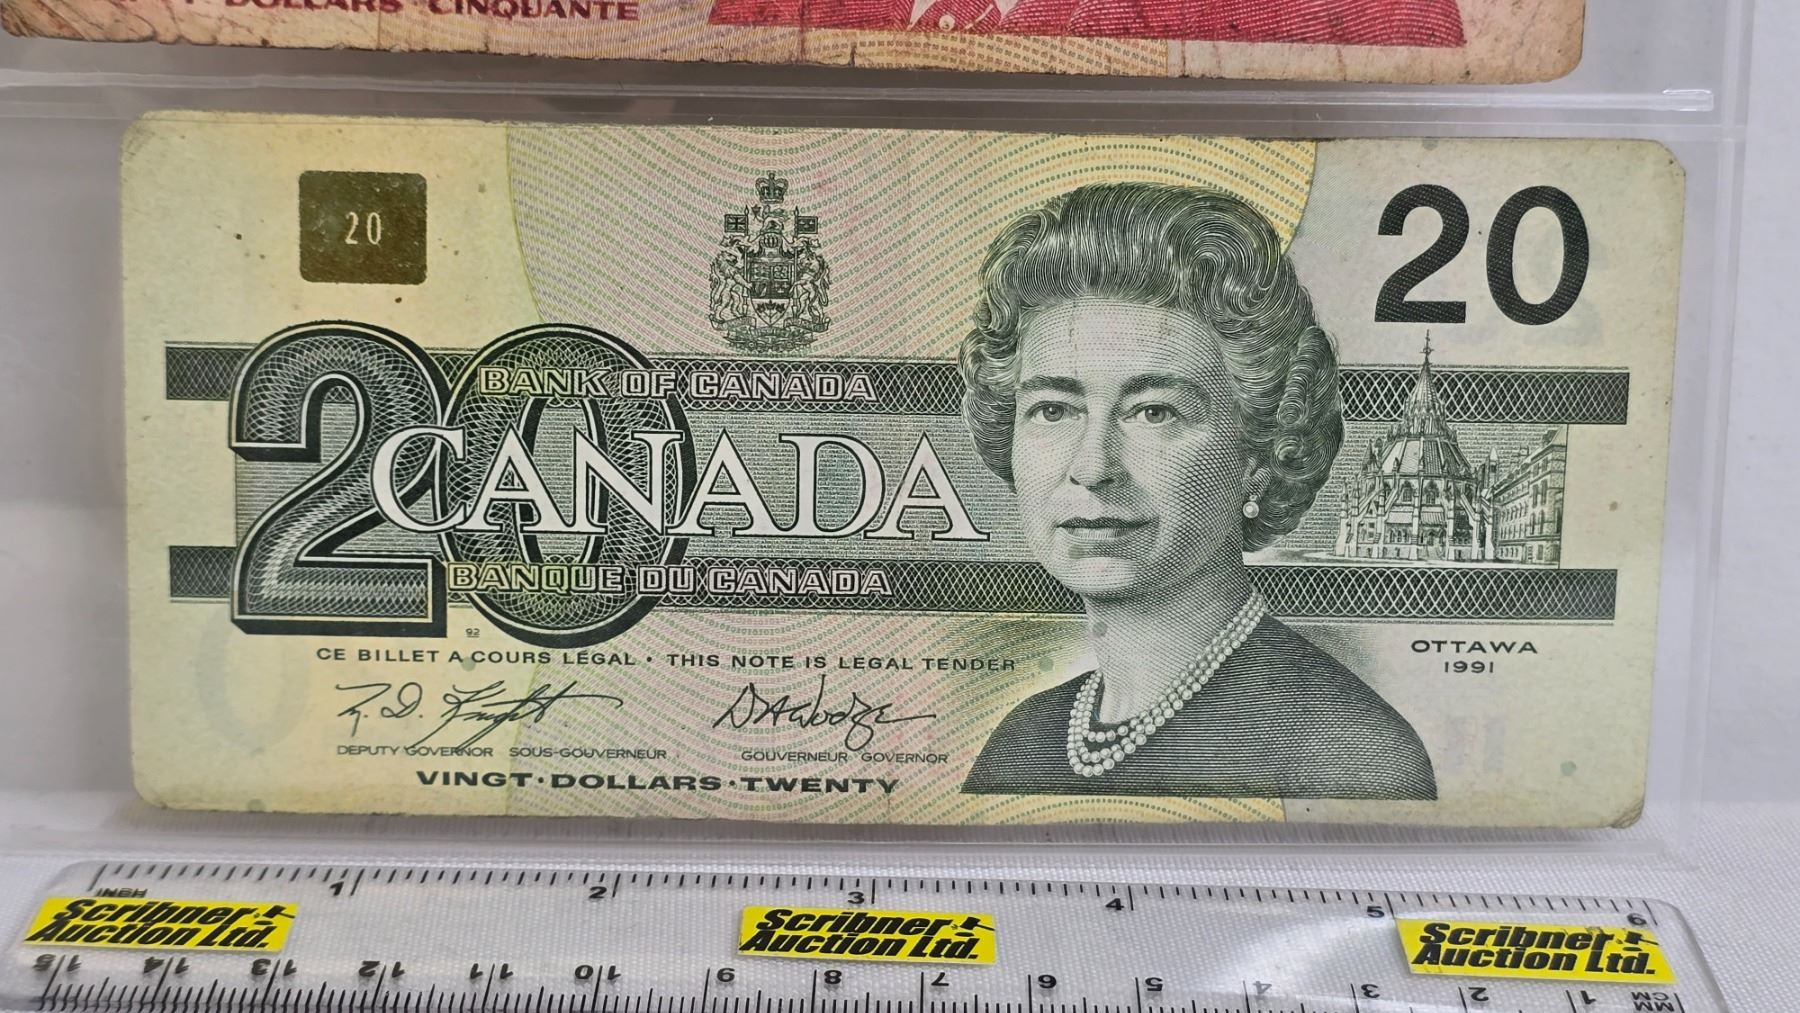 DOLLARS · CINQUANTE
20
20
20
BANK OF CANADA
CANADA
BANQUE DU CANADA
92
CE BILLET A COURS LÉGAL • THIS NOTE IS LEGAL TENDER
OTTAWA
1991
DEPUTY GOVERNOR SOUS-GOUVERNEUR
GOUVERNEUR GOVERNOR
VINGT·DOLLARS·TWENTY
INCH
1 2 3 4 5 6
Scribner Auction Ltd.
Scribner Auction Ltd.
Scribner Auction Ltd.
15 14 13 12 11 10 9 8 7 6 5 4 3 2 1
MM
CM